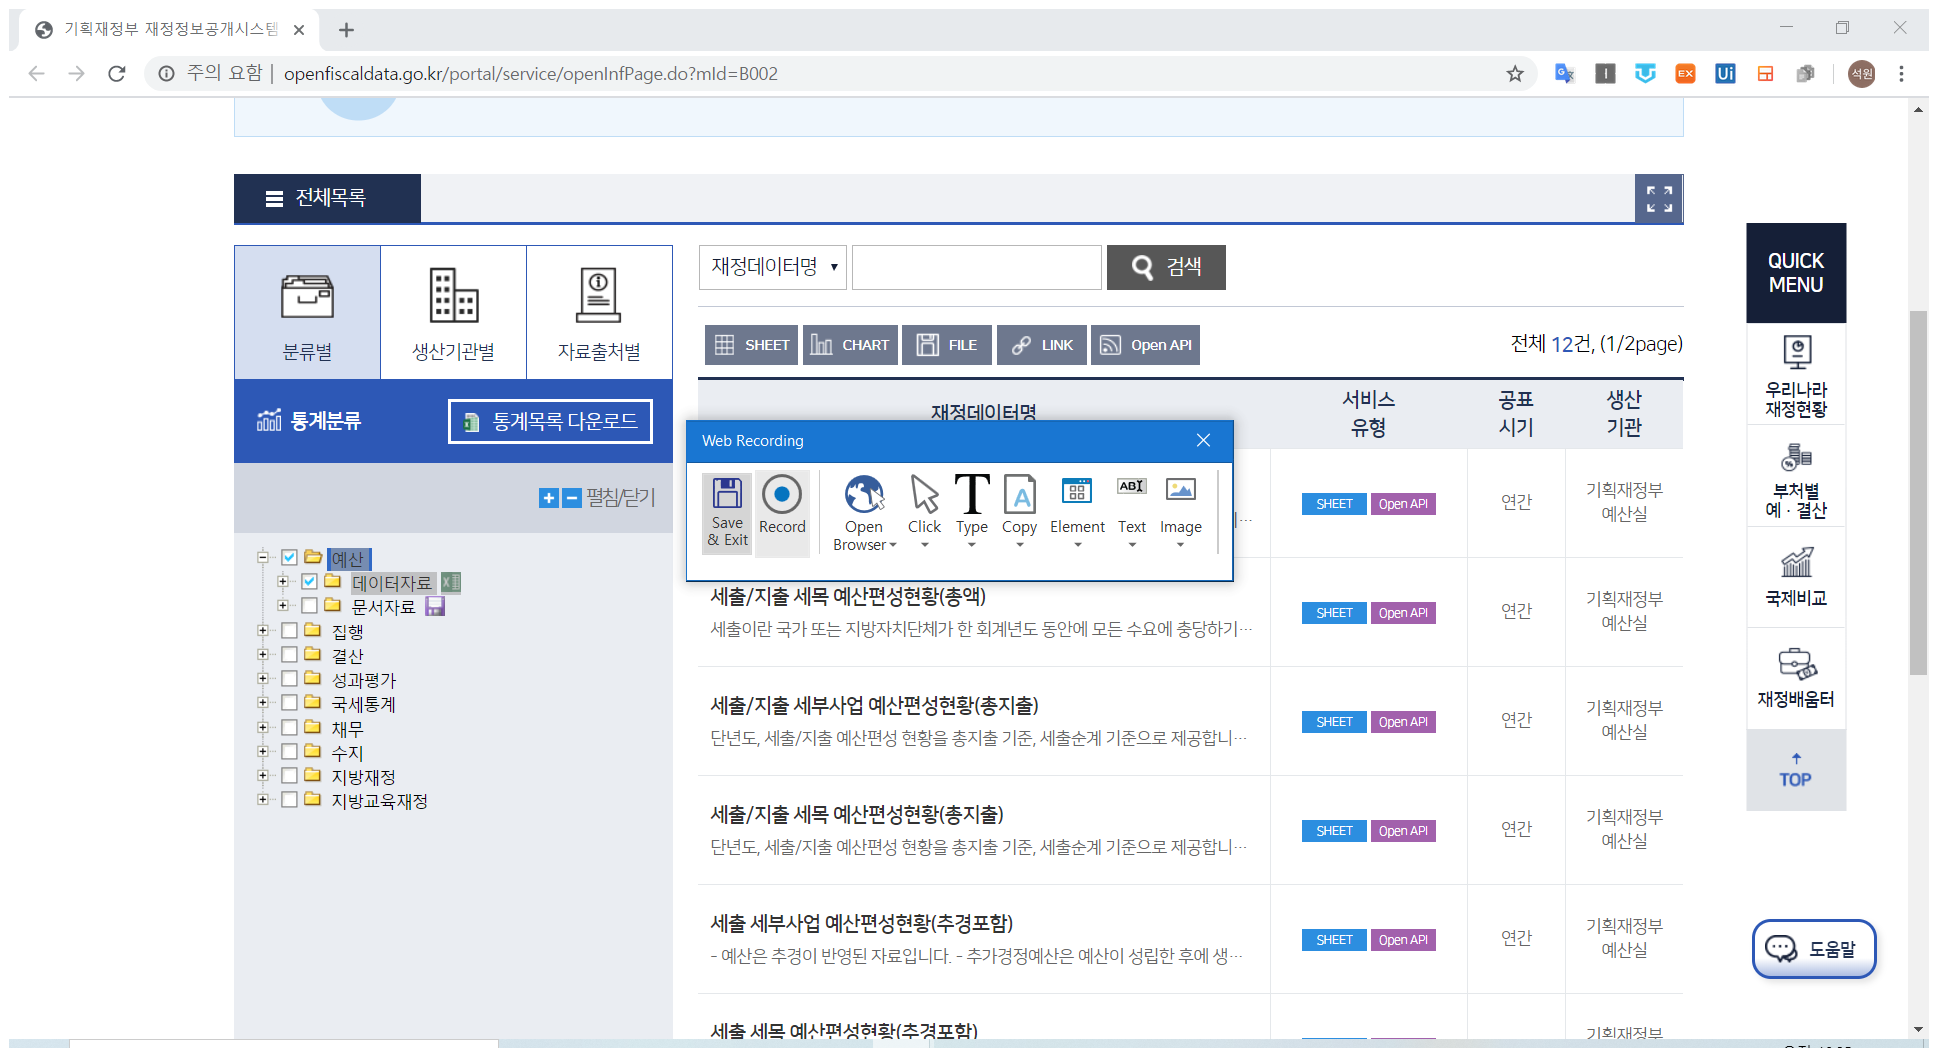 기획재정부 재정정보공개시스템
주의 요함 | openfiscaldata.go.kr/portal/service/openInfPage.do?mId=B002
EX
Ui
석원
전체목록
분류별
생산기관별
자료출처별
통계분류
통계목록 다운로드
펼침/닫기
예산
데이터자료
문서자료
집행
결산
성과평가
국세통계
채무
수지
지방재정
지방교육재정
재정데이터명
검색
SHEET
CHART
FILE
LINK
Open API
전체 12건, (1/2page)
재정데이터명
서비스
유형
공표
시기
생산
기관
Web Recording
Save
& Exit
Record
Open
Browser
Click
Type
Copy
Element
Text
Image
SHEET Open API
연간
기획재정부
예산실
세출/지출 세목 예산편성현황(총액)
세출이란 국가 또는 지방자치단체가 한 회계년도 동안에 모든 수요에 충당하기…
SHEET Open API
연간
기획재정부
예산실
세출/지출 세부사업 예산편성현황(총지출)
단년도, 세출/지출 예산편성 현황을 총지출 기준, 세출순계 기준으로 제공합니…
SHEET Open API
연간
기획재정부
예산실
세출/지출 세목 예산편성현황(총지출)
단년도, 세출/지출 예산편성 현황을 총지출 기준, 세출순계 기준으로 제공합니…
SHEET Open API
연간
기획재정부
예산실
세출 세부사업 예산편성현황(추경포함)
- 예산은 추경이 반영된 자료입니다. - 추가경정예산은 예산이 성립한 후에 생…
SHEET Open API
연간
기획재정부
예산실
세출 세목 예산편성현황(추경포함)
기획재정부
QUICK
MENU
우리나라
재정현황
부처별
예 · 결산
국제비교
재정배움터
TOP
도움말